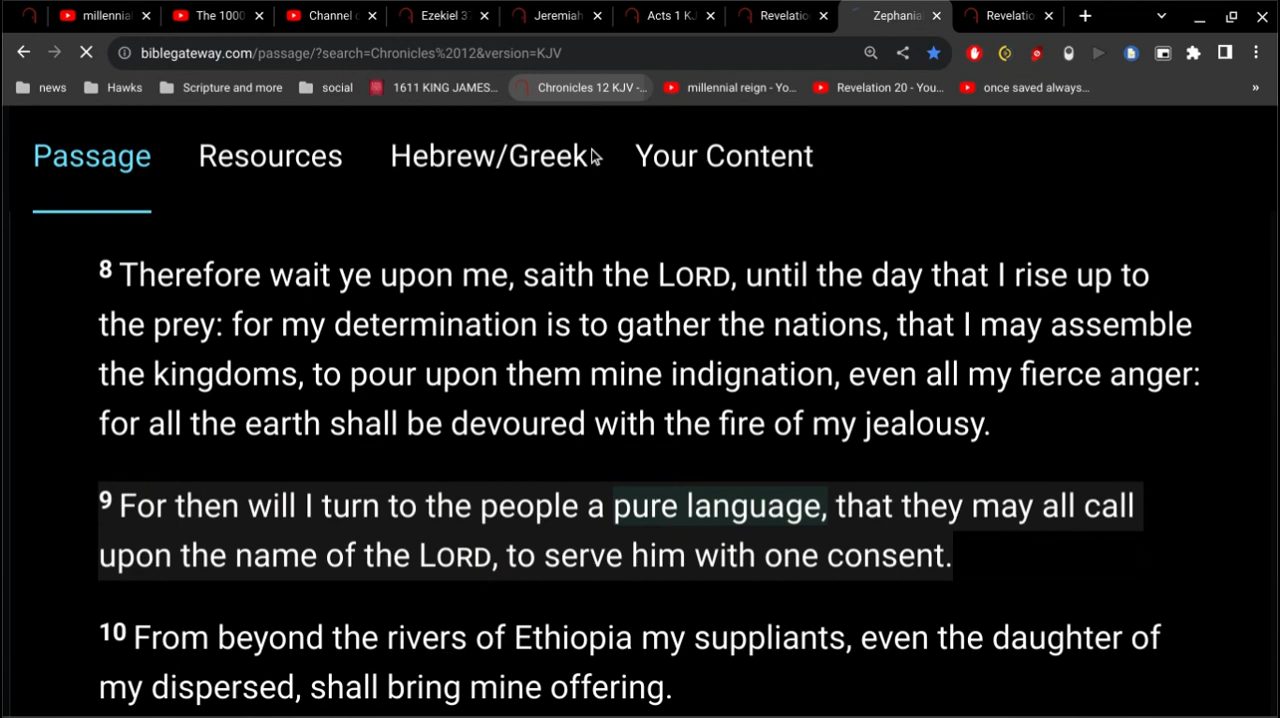 millennia The 1000 Channel Ezekiel 3 Jeremiah Acts 1 K Revelatio Zephania Revelatio
biblegateway.com/passage/?search=Chronicles%2012&version=KJV
news Hawks Scripture and more social 1611 KING JAMES... Chronicles 12 KJV -... millennial reign - Yo... Revelation 20 - You... once saved always... »
Passage Resources Hebrew/Greek Your Content
8 Therefore wait ye upon me, saith the LORD, until the day that I rise up to
the prey: for my determination is to gather the nations, that I may assemble
the kingdoms, to pour upon them mine indignation, even all my fierce anger:
for all the earth shall be devoured with the fire of my jealousy.
9 For then will I turn to the people a pure language, that they may all call
upon the name of the LORD, to serve him with one consent.
10 From beyond the rivers of Ethiopia my suppliants, even the daughter of
my dispersed, shall bring mine offering.